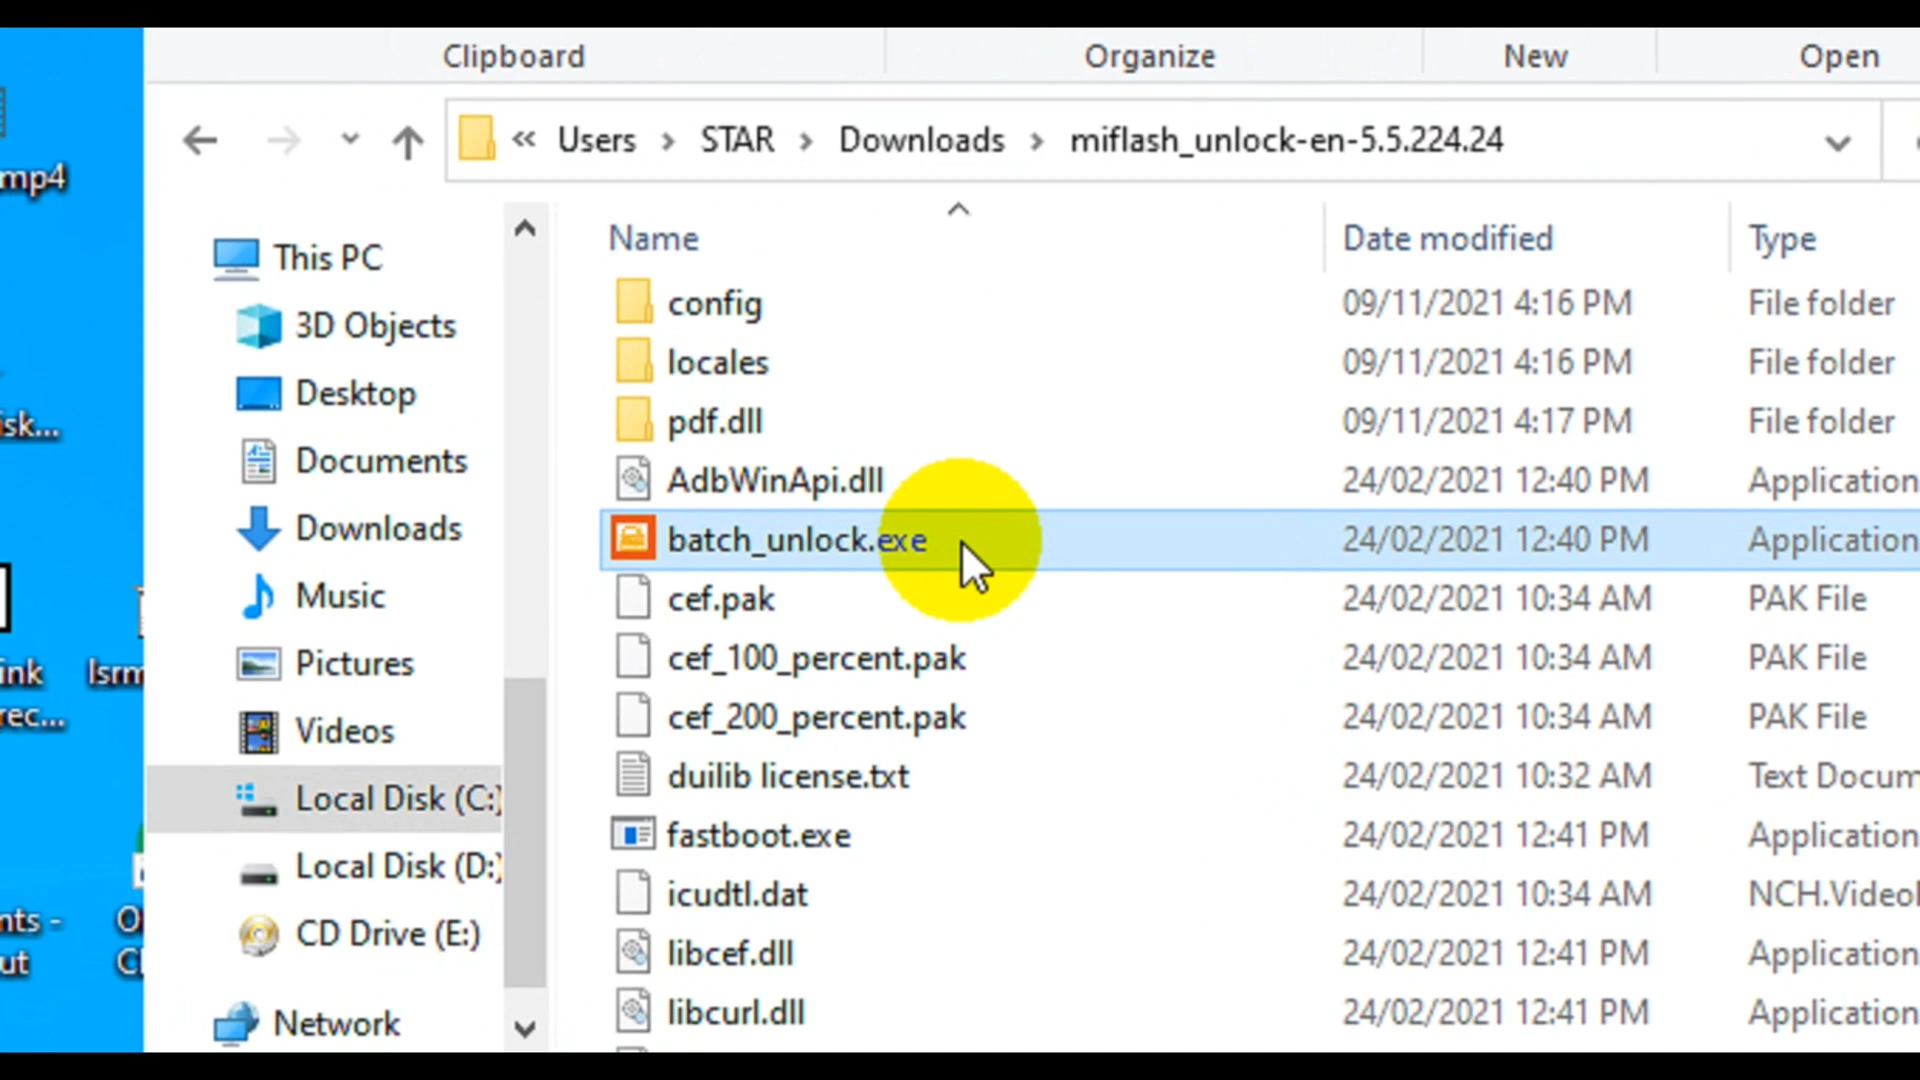 Clipboard Organize New Open
« Users > STAR > Downloads > miflash_unlock-en-5.5.224.24
Name Date modified Type
This PC
3D Objects
Desktop
Documents
Downloads
Music
Pictures
Videos
Local Disk (C:)
Local Disk (D:)
CD Drive (E:)
Network
config 09/11/2021 4:16 PM File folder
locales 09/11/2021 4:16 PM File folder
pdf.dll 09/11/2021 4:17 PM File folder
AdbWinApi.dll 24/02/2021 12:40 PM Application
batch_unlock.exe 24/02/2021 12:40 PM Application
cef.pak 24/02/2021 10:34 AM PAK File
cef_100_percent.pak 24/02/2021 10:34 AM PAK File
cef_200_percent.pak 24/02/2021 10:34 AM PAK File
duilib license.txt 24/02/2021 10:32 AM Text Docum
fastboot.exe 24/02/2021 12:41 PM Application
icudtl.dat 24/02/2021 10:34 AM NCH.Video
libcef.dll 24/02/2021 12:41 PM Application
libcurl.dll 24/02/2021 12:41 PM Application
mp4
isk...
ink
rec...
lsrm
nts -
ut